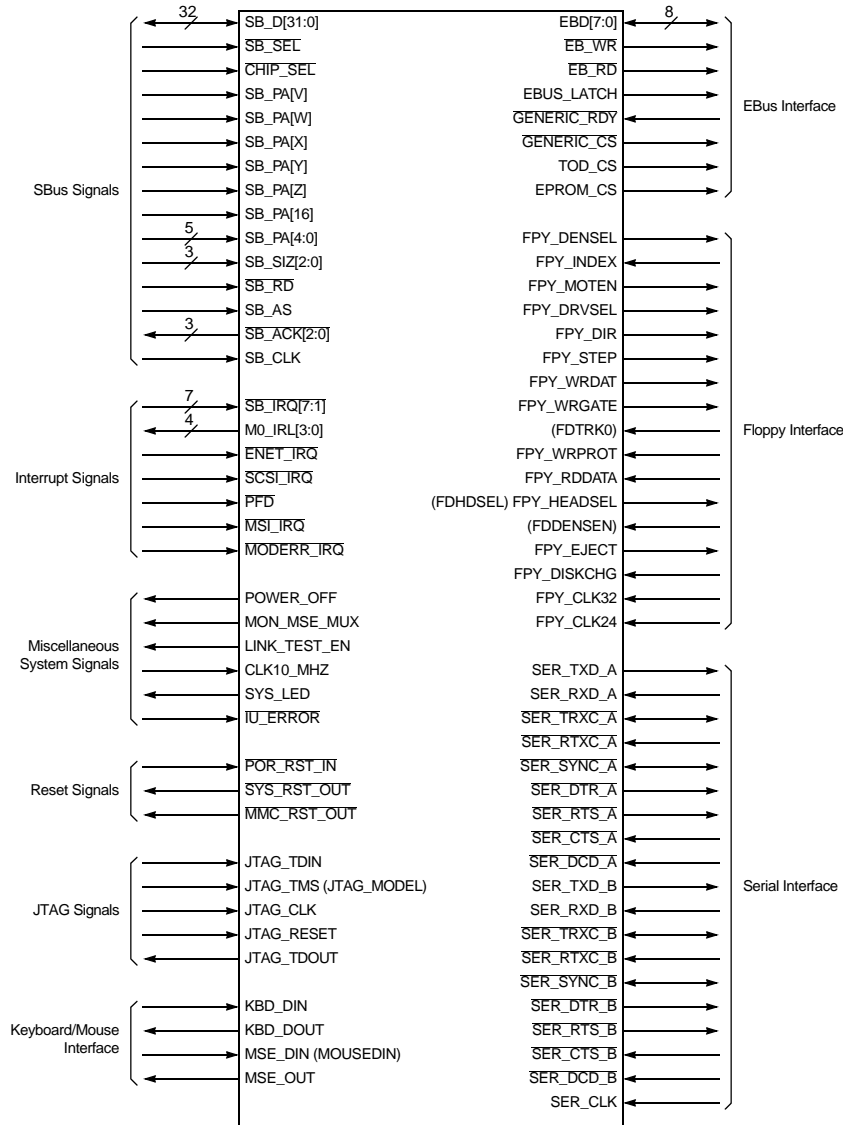 SBus Signals
32 SB_D[31:0]
SB_SEL
CHIP_SEL
SB_PA[V]
SB_PA[W]
SB_PA[X]
SB_PA[Y]
SB_PA[Z]
SB_PA[16]
5 SB_PA[4:0]
3 SB_SIZ[2:0]
SB_RD
SB_AS
3 SB_ACK[2:0]
SB_CLK
Interrupt Signals
7 SB_IRQ[7:1]
4 M0_IRL[3:0]
ENET_IRQ
SCSI_IRQ
PFD
MSI_IRQ
MODERR_IRQ
Miscellaneous
System Signals
POWER_OFF
MON_MSE_MUX
LINK_TEST_EN
CLK10_MHZ
SYS_LED
IU_ERROR
Reset Signals
POR_RST_IN
SYS_RST_OUT
MMC_RST_OUT
JTAG Signals
JTAG_TDIN
JTAG_TMS (JTAG_MODEL)
JTAG_CLK
JTAG_RESET
JTAG_TDOUT
Keyboard/Mouse
Interface
KBD_DIN
KBD_DOUT
MSE_DIN (MOUSEDIN)
MSE_OUT
EBD[7:0] 8
EB_WR
EB_RD
EBUS_LATCH
GENERIC_RDY
GENERIC_CS
TOD_CS
EPROM_CS
EBus Interface
FPY_DENSEL
FPY_INDEX
FPY_MOTEN
FPY_DRVSEL
FPY_DIR
FPY_STEP
FPY_WRDAT
FPY_WRGATE
(FDTRK0)
FPY_WRPROT
FPY_RDDATA
(FDHDSEL) FPY_HEADSEL
(FDDENSEN)
FPY_EJECT
FPY_DISKCHG
FPY_CLK32
FPY_CLK24
Floppy Interface
SER_TXD_A
SER_RXD_A
SER_TRXC_A
SER_RTXC_A
SER_SYNC_A
SER_DTR_A
SER_RTS_A
SER_CTS_A
SER_DCD_A
SER_TXD_B
SER_RXD_B
SER_TRXC_B
SER_RTXC_B
SER_SYNC_B
SER_DTR_B
SER_RTS_B
SER_CTS_B
SER_DCD_B
SER_CLK
Serial Interface